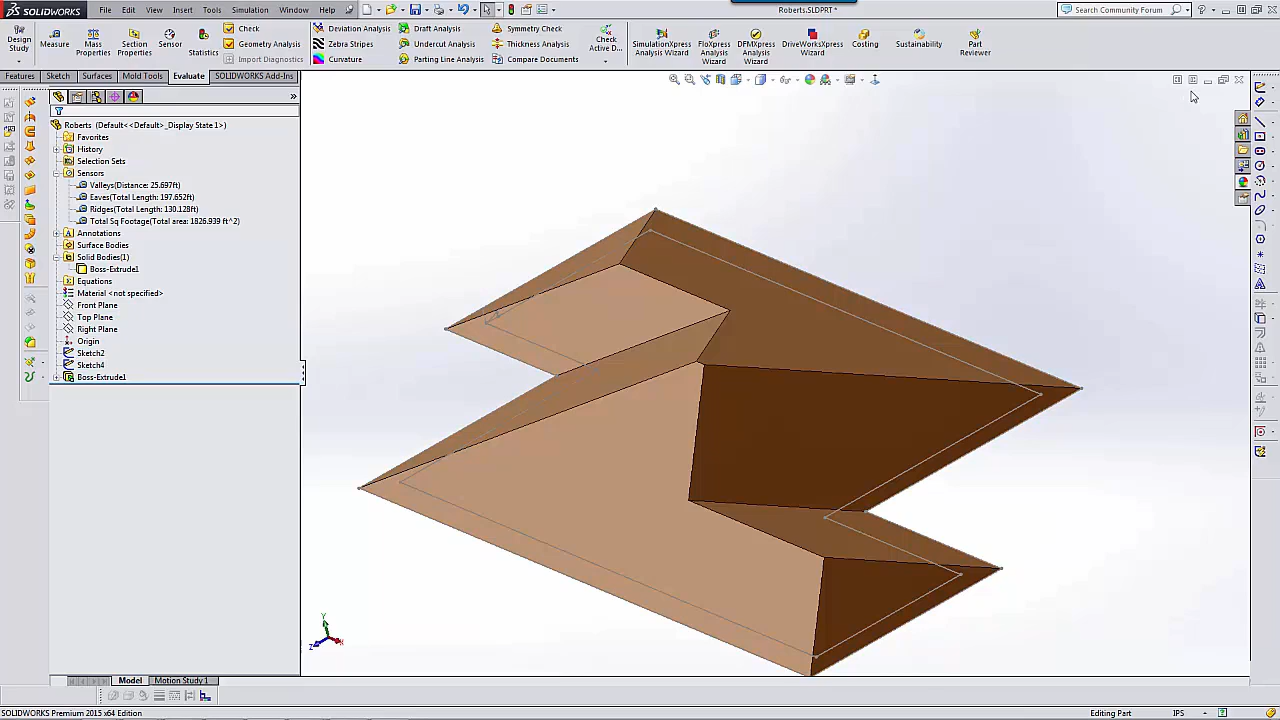 SOLIDWORKS File Edit View Insert Tools Simulation Window Help Roberts.SLDPRT * Search Community Forum
Design Study
Measure
Mass Properties
Section Properties
Sensor
Statistics
Check
Geometry Analysis
Import Diagnostics
Deviation Analysis
Zebra Stripes
Curvature
Draft Analysis
Undercut Analysis
Parting Line Analysis
Symmetry Check
Thickness Analysis
Compare Documents
Check Active D...
SimulationXpress Analysis Wizard
FloXpress Analysis Wizard
DFMXpress Analysis Wizard
DriveWorksXpress Wizard
Costing
Sustainability
Part Reviewer
Features Sketch Surfaces Mold Tools Evaluate SOLIDWORKS Add-Ins
Roberts (Default<<Default>_Display State 1>)
Favorites
History
Selection Sets
Sensors
Valleys(Distance: 25.697ft)
Eaves(Total Length: 197.652ft)
Ridges(Total Length: 130.128ft)
Total Sq Footage(Total area: 1826.939 ft^2)
Annotations
Surface Bodies
Solid Bodies(1)
Boss-Extrude1
Equations
Material <not specified>
Front Plane
Top Plane
Right Plane
Origin
Sketch2
Sketch4
Boss-Extrude1
Y
Z X
Model Motion Study 1
SOLIDWORKS Premium 2015 x64 Edition Editing Part IPS